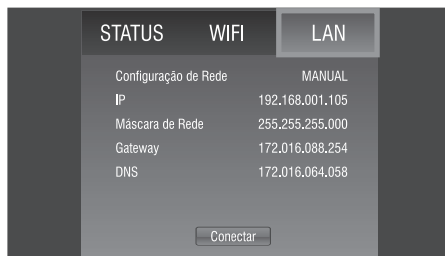 STATUS WIFI LAN
Configuração de Rede MANUAL
IP 192.168.001.105
Máscara de Rede 255.255.255.000
Gateway 172.016.088.254
DNS 172.016.064.058
Conectar